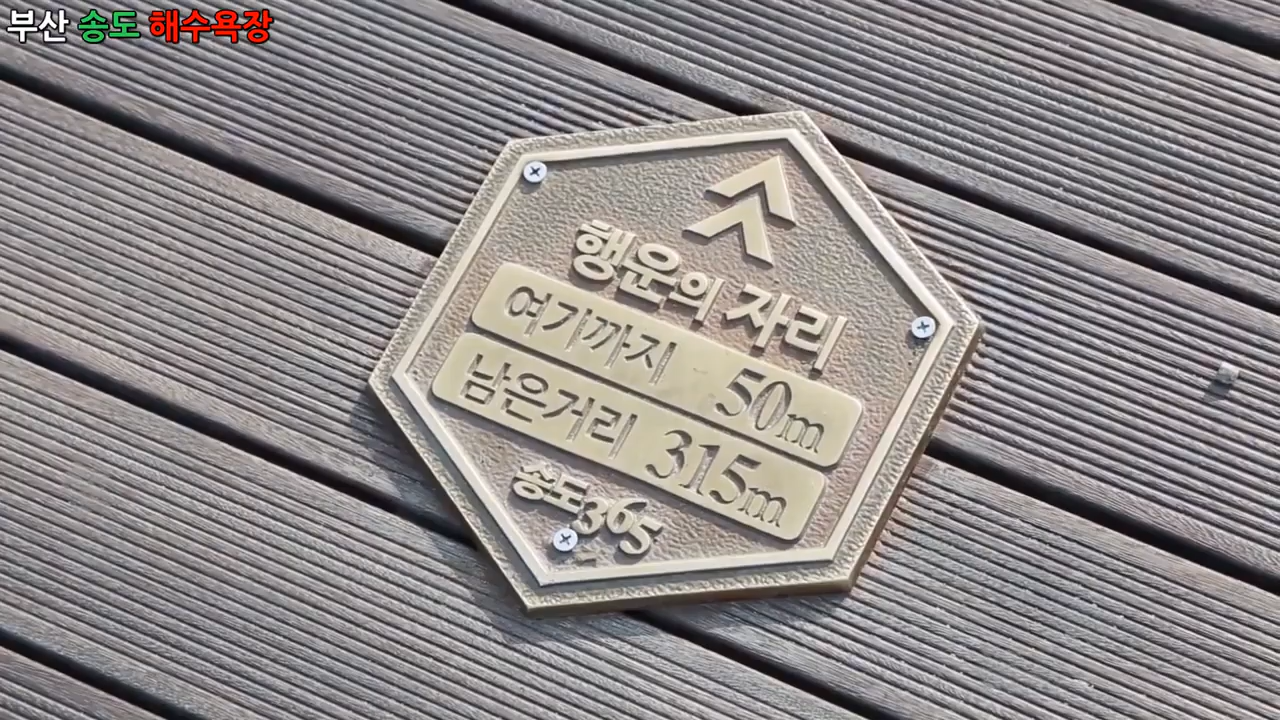 부산 송도 해수욕장
행운의 자리
여기까지 50m
남은거리 315m
송도365